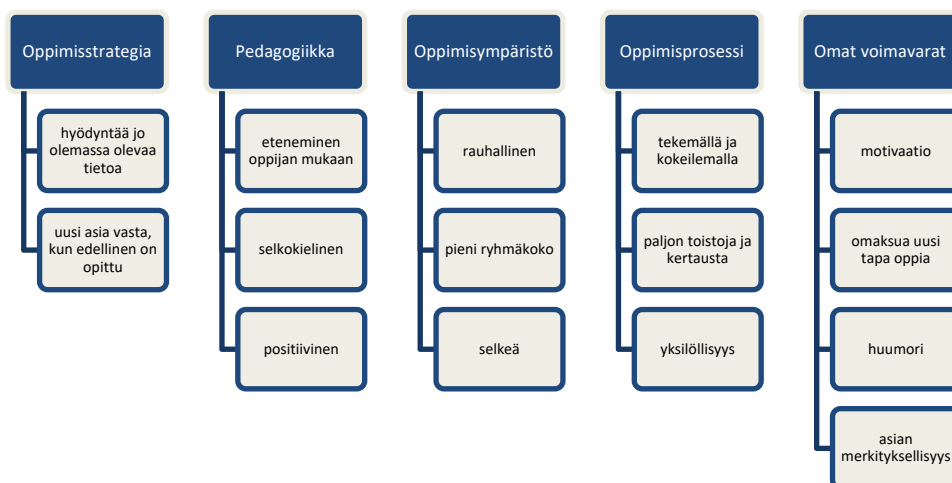 Oppimisstrategia
hyödyntää jo
olemassa olevaa
tietoa
uusi asia vasta,
kun edellinen on
opittu
Pedagogiikka
eteneminen
oppijan mukaan
selkokielinen
positiivinen
Oppimisympäristö
rauhallinen
pieni ryhmäkoko
selkeä
Oppimisprosessi
tekemällä ja
kokeilemalla
paljon toistoja ja
kertausta
yksilöllisyys
Omat voimavarat
motivaatio
omaksua uusi
tapa oppia
huumori
asian
merkityksellisyys